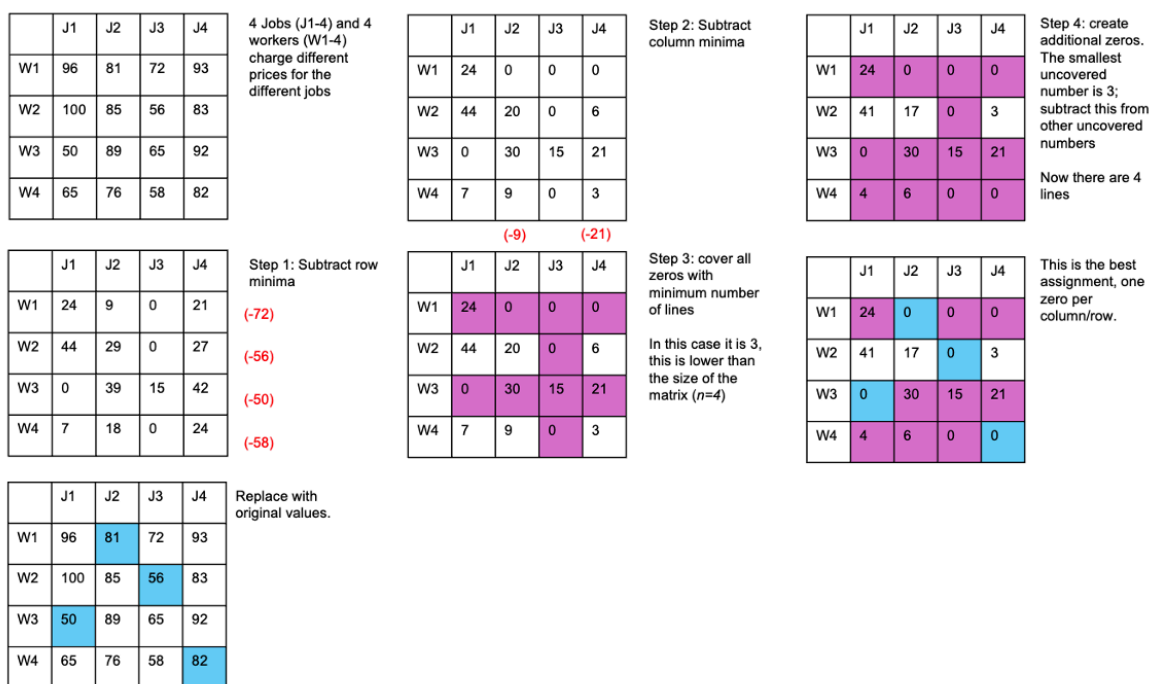 J1 J2 J3 J4
W1 96 81 72 93
W2 100 85 56 83
W3 50 89 65 92
W4 65 76 58 82
4 Jobs (J1-4) and 4
workers (W1-4)
charge different
prices for the
different jobs
J1 J2 J3 J4
W1 24 9 0 21
W2 44 29 0 27
W3 0 39 15 42
W4 7 18 0 24
Step 1: Subtract row
minima
(-72)
(-56)
(-50)
(-58)
J1 J2 J3 J4
W1 24 0 0 0
W2 44 20 0 6
W3 0 30 15 21
W4 7 9 0 3
(-9) (-21)
Step 2: Subtract
column minima
J1 J2 J3 J4
W1 24 0 0 0
W2 44 20 0 6
W3 0 30 15 21
W4 7 9 0 3
Step 3: cover all
zeros with
minimum number
of lines
In this case it is 3,
this is lower than
the size of the
matrix (n=4)
J1 J2 J3 J4
W1 24 0 0 0
W2 41 17 0 3
W3 0 30 15 21
W4 4 6 0 0
Step 4: create
additional zeros.
The smallest
uncovered
number is 3;
subtract this from
other uncovered
numbers
Now there are 4
lines
J1 J2 J3 J4
W1 24 0 0 0
W2 41 17 0 3
W3 0 30 15 21
W4 4 6 0 0
This is the best
assignment, one
zero per
column/row.
J1 J2 J3 J4
W1 96 81 72 93
W2 100 85 56 83
W3 50 89 65 92
W4 65 76 58 82
Replace with
original values.